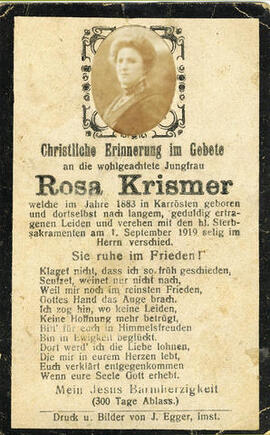 Christliche Erinnerung im Gebete
an die wohlgeachtete Jungfrau
Rosa Krismer
welche im Jahre 1883 in Karrösten geboren
und dortselbst nach langem, geduldig ertra-
genen Leiden und versehen mit den hl. Sterb-
sakramenten am 1. September 1919 selig im
Herrn verschied.
Sie ruhe im Frieden!
Klaget nicht, dass ich so früh geschieden,
Seufzet, weinet nur nicht nach,
Weil mir noch im reinsten Frieden,
Gottes Hand das Auge brach.
Ich zog hin, wo keine Leiden,
Keine Hoffnung mehr betrügt,
Bin' für euch in Himmelsfreuden
Bin in Ewigkeit beglückt.
Dort werd' ich die Liebe lohnen,
Die mir in eurem Herzen lebt,
Euch verklärt entgegenkommen
Wenn eure Seele Gott erhebt.
Mein Jesus Barmherzigkeit
(300 Tage Ablass.)
Druck u. Bilder von J. Egger, Imst.